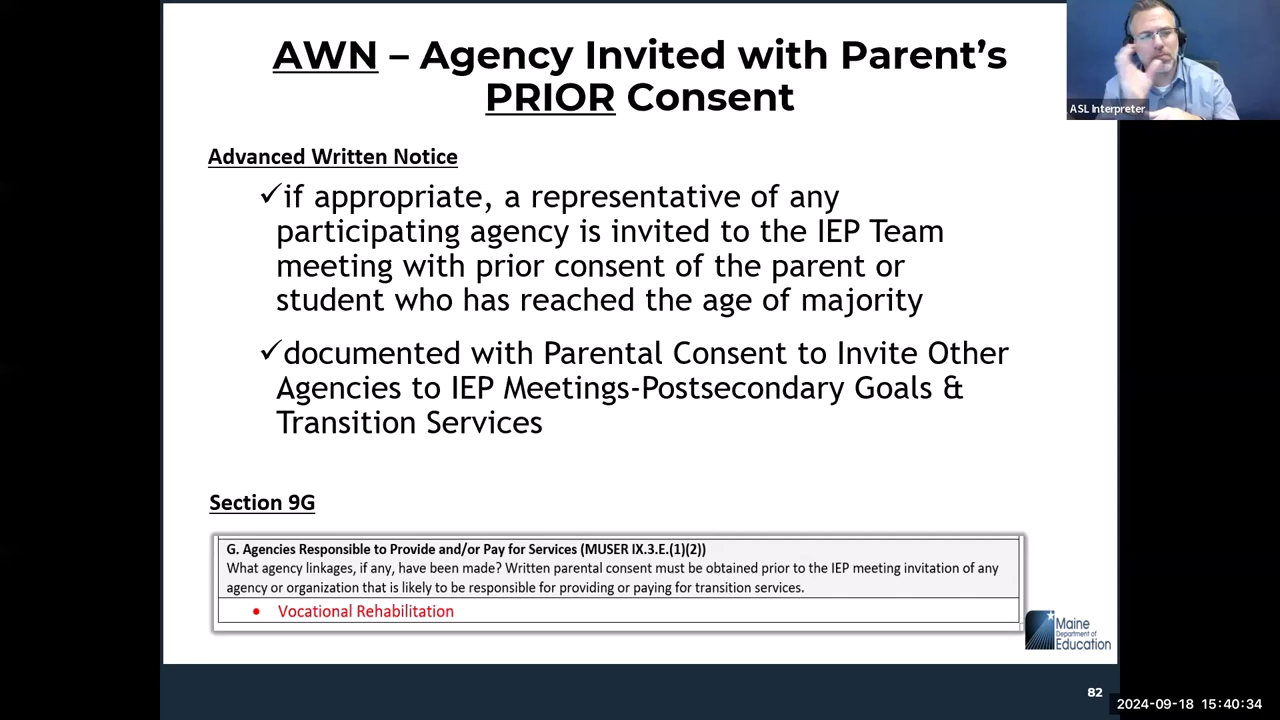 AWN – Agency Invited with Parent's
PRIOR Consent
ASL Interpreter
Advanced Written Notice
✓if appropriate, a representative of any
participating agency is invited to the IEP Team
meeting with prior consent of the parent or
student who has reached the age of majority
✓documented with Parental Consent to Invite Other
Agencies to IEP Meetings-Postsecondary Goals &
Transition Services
Section 9G
G. Agencies Responsible to Provide and/or Pay for Services (MUSER IX.3.E.(1)(2))
What agency linkages, if any, have been made? Written parental consent must be obtained prior to the IEP meeting invitation of any
agency or organization that is likely to be responsible for providing or paying for transition services.
• Vocational Rehabilitation
Maine
Department of
Education
82
2024-09-18 15:40:34